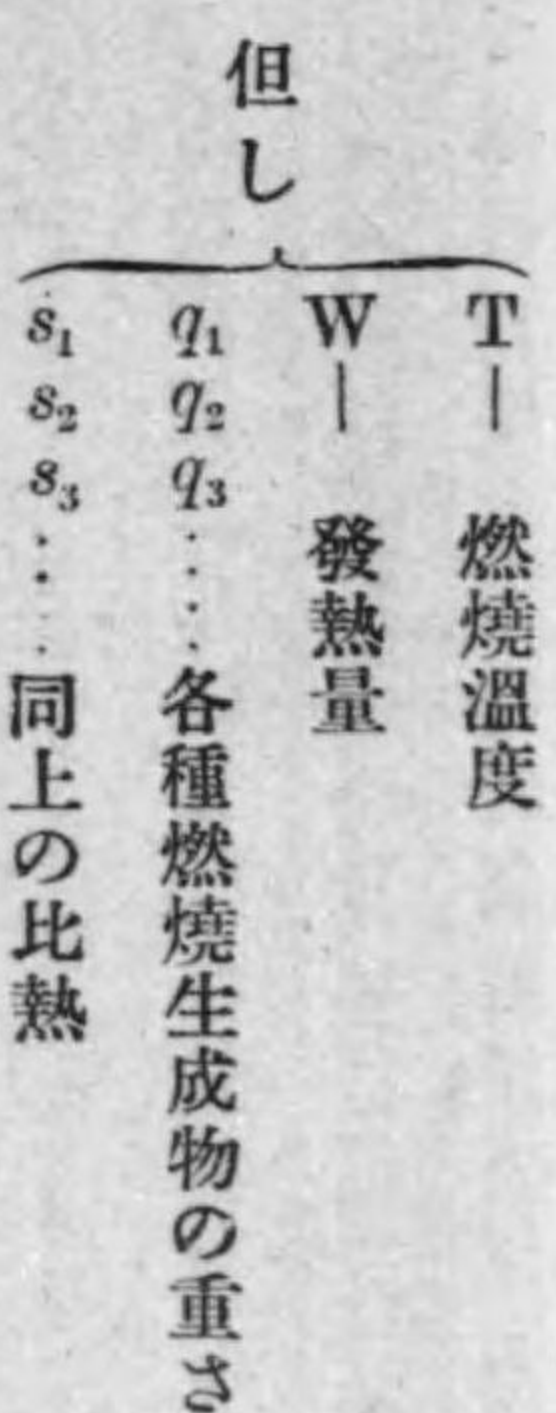 但し
T— 燃燒溫度
W— 發熱量
q₁ q₂ q₃ ····各種燃燒生成物の重さ
s₁ s₂ s₃ ····同上の比熱